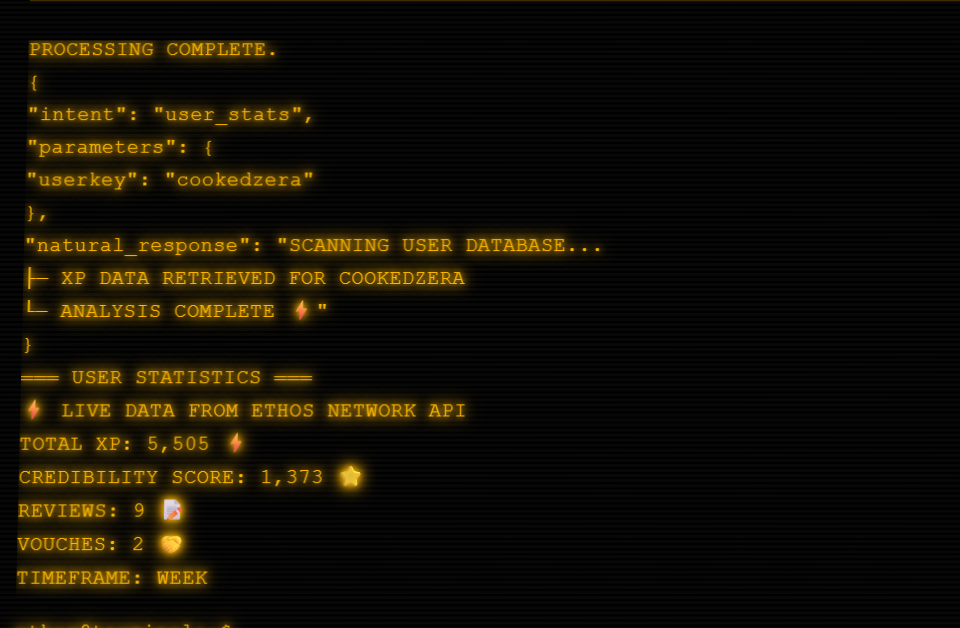 PROCESSING COMPLETE.
{
"intent": "user_stats",
"parameters": {
"userkey": "cookedzera"
},
"natural_response": "SCANNING USER DATABASE...
├─ XP DATA RETRIEVED FOR COOKEDZERA
└─ ANALYSIS COMPLETE ⚡"
}
═══ USER STATISTICS ═══
⚡ LIVE DATA FROM ETHOS NETWORK API
TOTAL XP: 5,505 ⚡
CREDIBILITY SCORE: 1,373 ⭐
REVIEWS: 9 📝
VOUCHES: 2 🤝
TIMEFRAME: WEEK